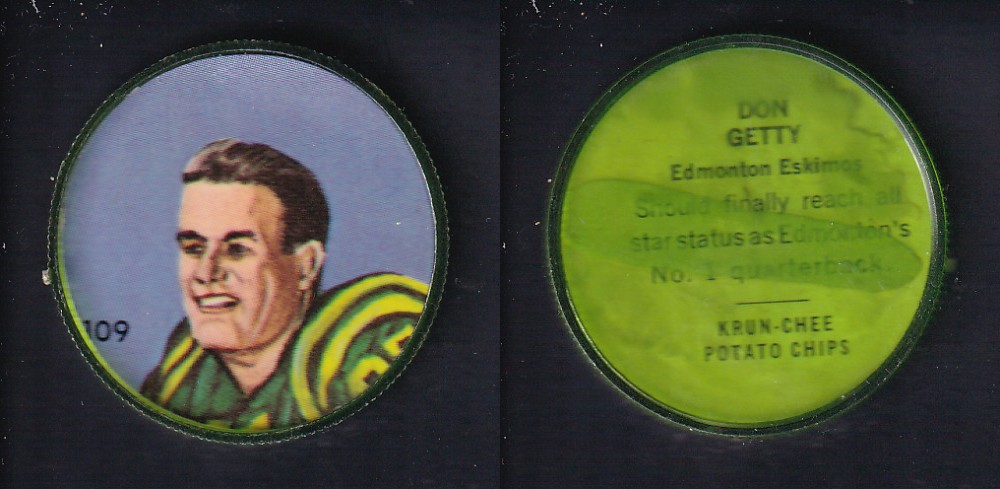 109
DON
GETTY
Edmonton Eskimos
Should finally reach all
star status as Edmonton's
No. 1 quarterback.
KRUN-CHEE
POTATO CHIPS